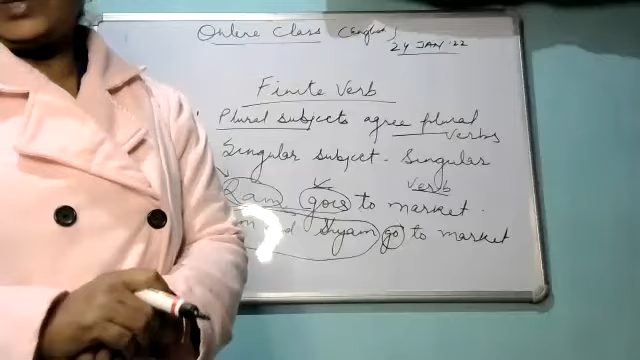 Online Class (English)
24 JAN '22
Finite Verb
Plural subjects agree plural
verbs
Singular subject - Singular
verb
Ram goes to market.
Shyam go to market